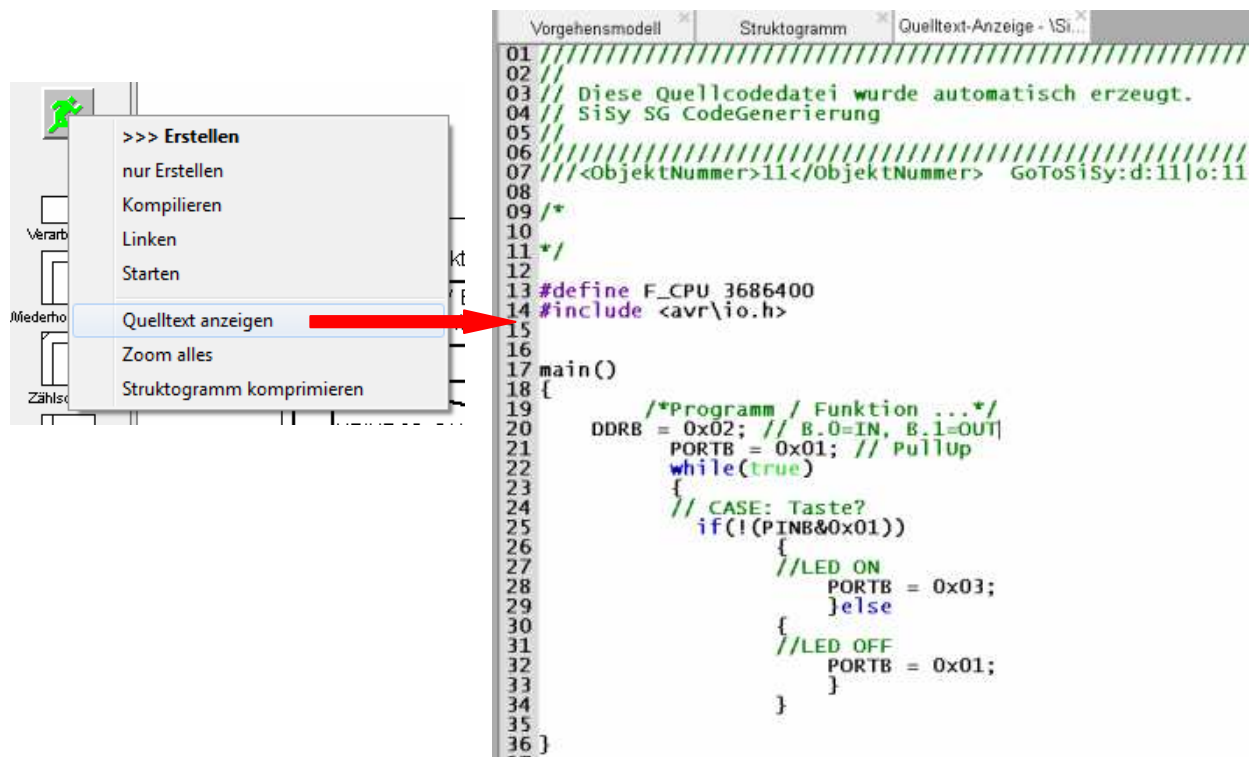 >>> Erstellen
nur Erstellen
Kompilieren
Linken
Starten
Quelltext anzeigen
Zoom alles
Struktogramm komprimieren
Vorgehensmodell
Struktogramm
Quelltext-Anzeige - \Si...
01 ////////////////////////////////////////////////////////
02 //
03 // Diese Quellcodedatei wurde automatisch erzeugt.
04 // SiSy SG CodeGenerierung
05 //
06 ////////////////////////////////////////////////////////
07 ///<ObjektNummer>11</ObjektNummer>  GoToSiSy:d:11|o:11
08
09 /*
10
11 */
12
13 #define F_CPU 3686400
14 #include <avr\io.h>
15
16
17 main()
18 {
19 /*Programm / Funktion ...*/
20 DDRB = 0x02; // B.0=IN, B.1=OUT
21 PORTB = 0x01; // PullUp
22 while(true)
23 {
24 // CASE: Taste?
25 if(!(PINB&0x01))
26 {
27 //LED ON
28 PORTB = 0x03;
29 }else
30 {
31 //LED OFF
32 PORTB = 0x01;
33 }
34 }
35
36 }